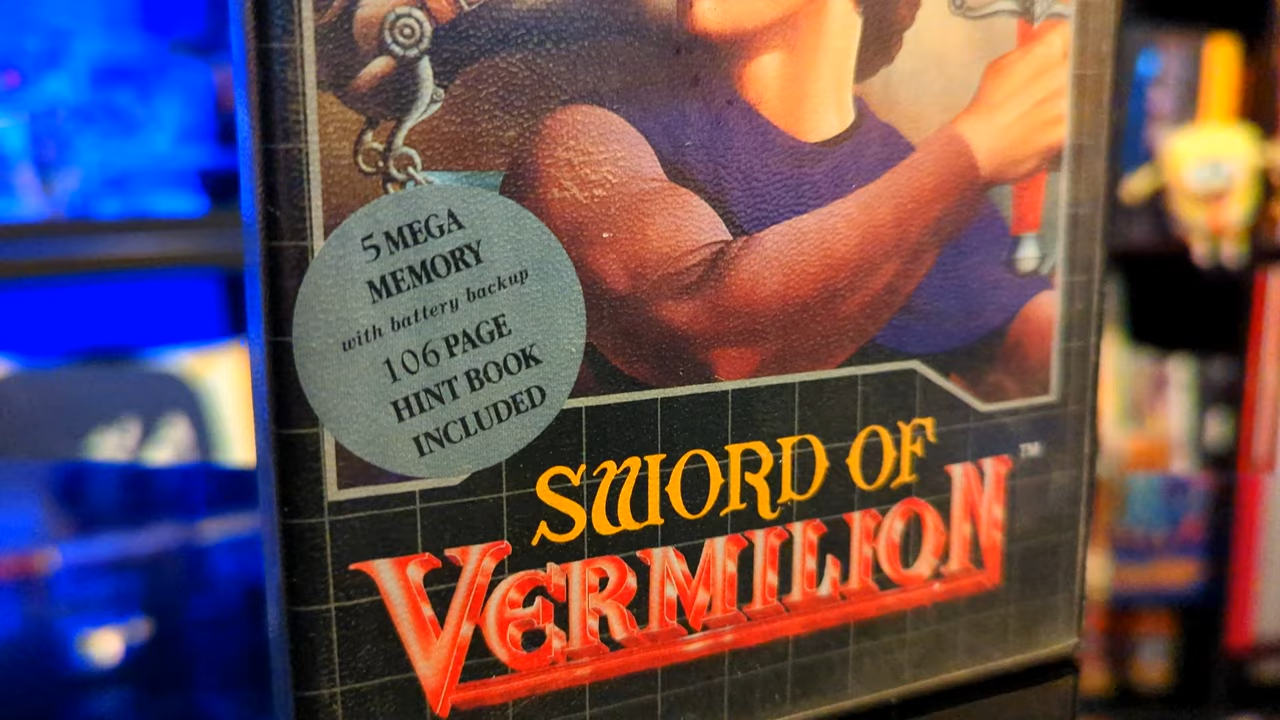 5 MEGA
MEMORY
with battery backup
106 PAGE
HINT BOOK
INCLUDED
SWORD OF
VERMILION
TM